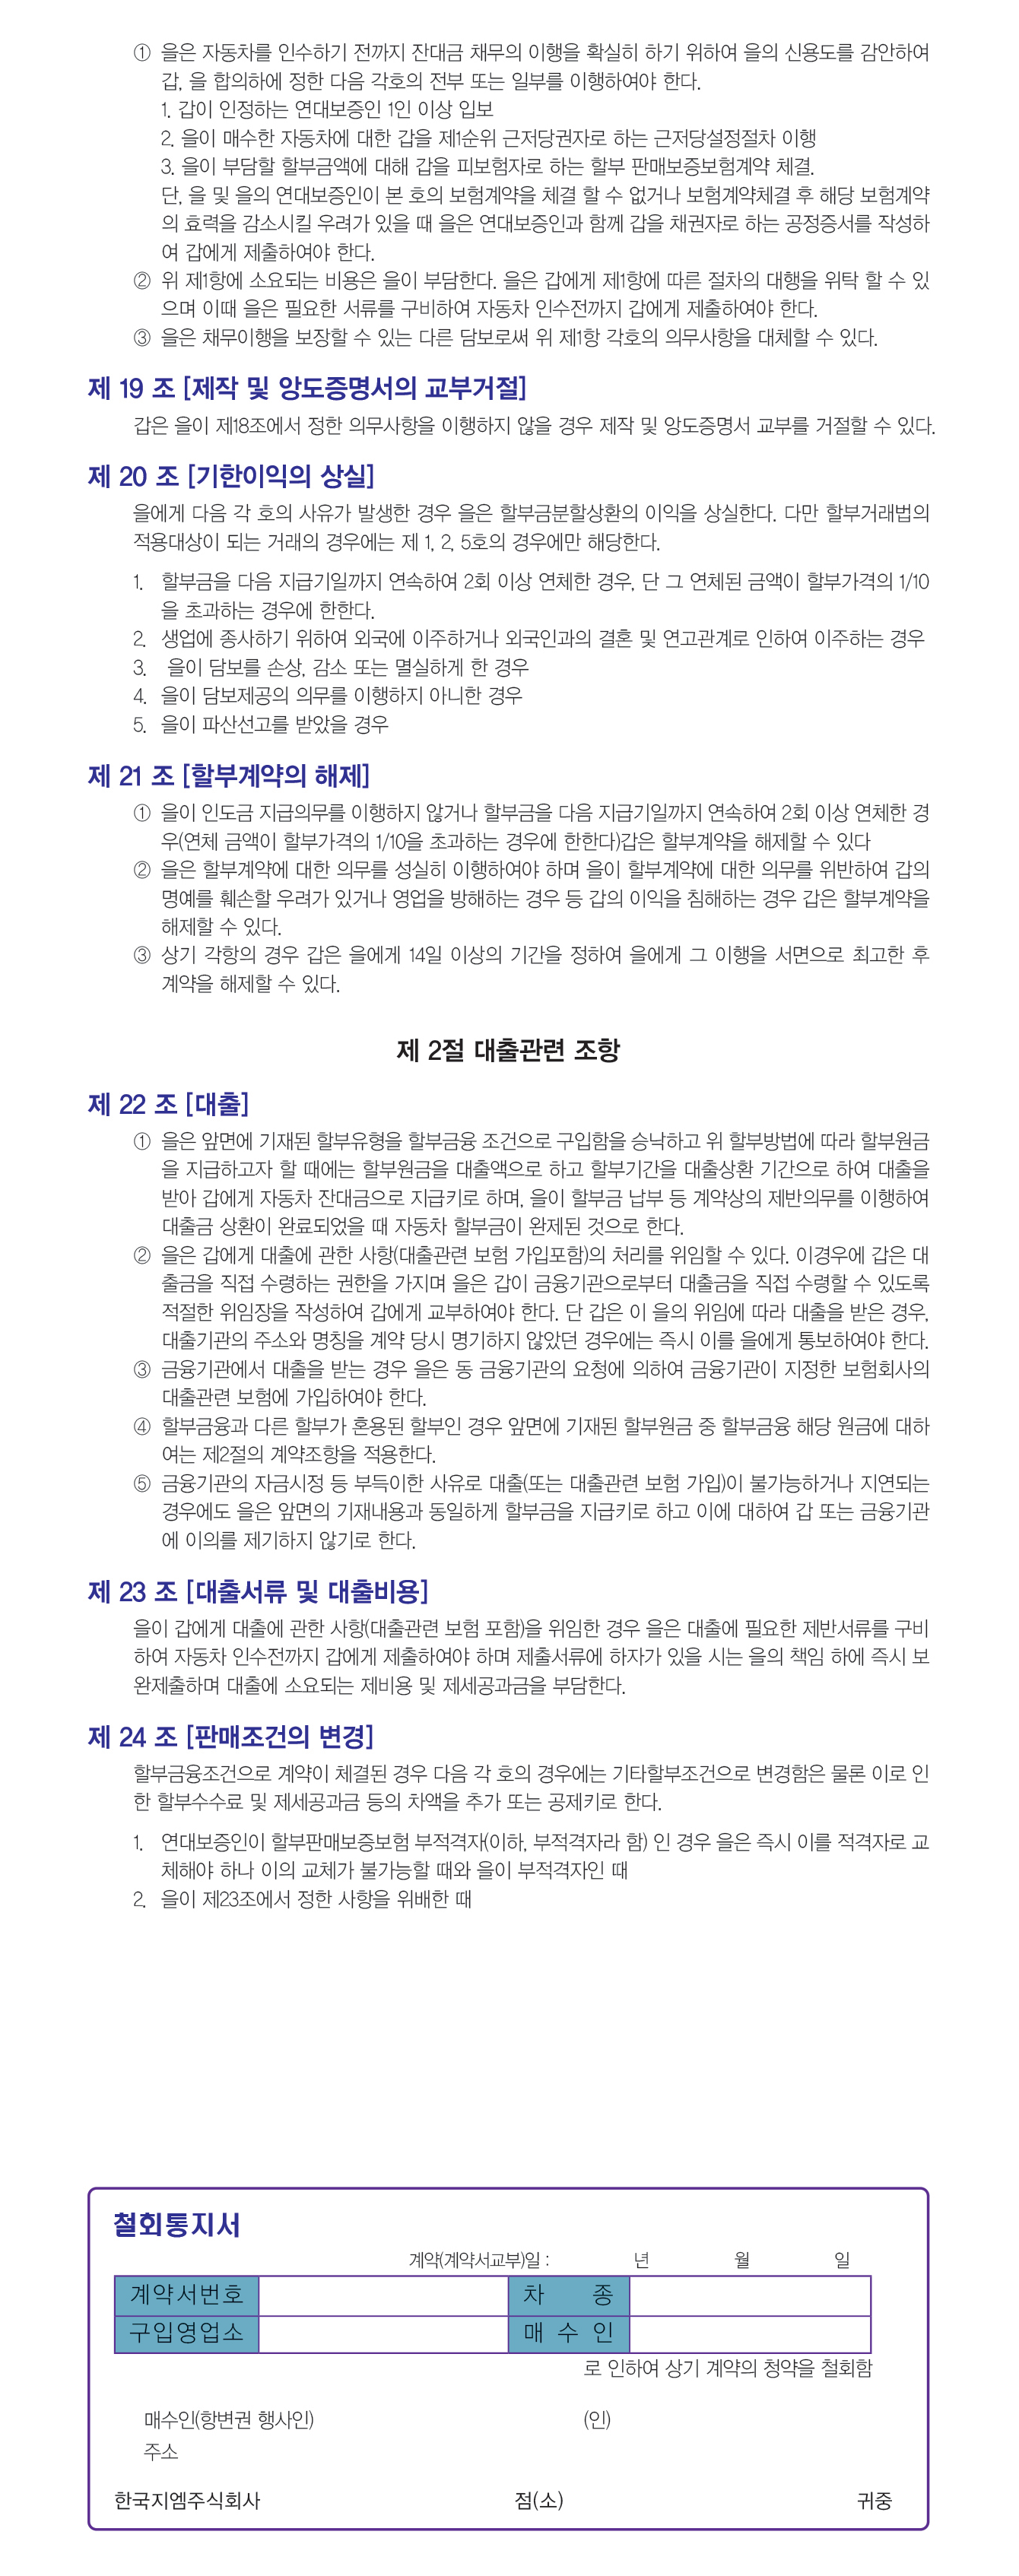 ① 을은 자동차를 인수하기 전까지 잔대금 채무의 이행을 확실히 하기 위하여 을의 신용도를 감안하여
갑, 을 합의하에 정한 다음 각호의 전부 또는 일부를 이행하여야 한다.
1. 갑이 인정하는 연대보증인 1인 이상 입보
2. 을이 매수한 자동차에 대한 갑을 제1순위 근저당권자로 하는 근저당설정절차 이행
3. 을이 부담할 할부금액에 대해 갑을 피보험자로 하는 할부 판매보증보험계약 체결.
단, 을 및 을의 연대보증인이 본 호의 보험계약을 체결 할 수 없거나 보험계약체결 후 해당 보험계약
의 효력을 감소시킬 우려가 있을 때 을은 연대보증인과 함께 갑을 채권자로 하는 공정증서를 작성하
여 갑에게 제출하여야 한다.
② 위 제1항에 소요되는 비용은 을이 부담한다. 을은 갑에게 제1항에 따른 절차의 대행을 위탁 할 수 있
으며 이때 을은 필요한 서류를 구비하여 자동차 인수전까지 갑에게 제출하여야 한다.
③ 을은 채무이행을 보장할 수 있는 다른 담보로써 위 제1항 각호의 의무사항을 대체할 수 있다.
제 19 조 [제작 및 앙도증명서의 교부거절]
갑은 을이 제18조에서 정한 의무사항을 이행하지 않을 경우 제작 및 앙도증명서 교부를 거절할 수 있다.
제 20 조 [기한이익의 상실]
을에게 다음 각 호의 사유가 발생한 경우 을은 할부금분할상환의 이익을 상실한다. 다만 할부거래법의
적용대상이 되는 거래의 경우에는 제 1, 2, 5호의 경우에만 해당한다.
1. 할부금을 다음 지급기일까지 연속하여 2회 이상 연체한 경우, 단 그 연체된 금액이 할부가격의 1/10
을 초과하는 경우에 한한다.
2. 생업에 종사하기 위하여 외국에 이주하거나 외국인과의 결혼 및 연고관계로 인하여 이주하는 경우
3. 을이 담보를 손상, 감소 또는 멸실하게 한 경우
4. 을이 담보제공의 의무를 이행하지 아니한 경우
5. 을이 파산선고를 받았을 경우
제 21 조 [할부계약의 해제]
① 을이 인도금 지급의무를 이행하지 않거나 할부금을 다음 지급기일까지 연속하여 2회 이상 연체한 경
우(연체 금액이 할부가격의 1/10을 초과하는 경우에 한한다)갑은 할부계약을 해제할 수 있다
② 을은 할부계약에 대한 의무를 성실히 이행하여야 하며 을이 할부계약에 대한 의무를 위반하여 갑의
명예를 훼손할 우려가 있거나 영업을 방해하는 경우 등 갑의 이익을 침해하는 경우 갑은 할부계약을
해제할 수 있다.
③ 상기 각항의 경우 갑은 을에게 14일 이상의 기간을 정하여 을에게 그 이행을 서면으로 최고한 후
계약을 해제할 수 있다.
제 2절 대출관련 조항
제 22 조 [대출]
① 을은 앞면에 기재된 할부유형을 할부금융 조건으로 구입함을 승낙하고 위 할부방법에 따라 할부원금
을 지급하고자 할 때에는 할부원금을 대출액으로 하고 할부기간을 대출상환 기간으로 하여 대출을
받아 갑에게 자동차 잔대금으로 지급키로 하며, 을이 할부금 납부 등 계약상의 제반의무를 이행하여
대출금 상환이 완료되었을 때 자동차 할부금이 완제된 것으로 한다.
② 을은 갑에게 대출에 관한 사항(대출관련 보험 가입포함)의 처리를 위임할 수 있다. 이경우에 갑은 대
출금을 직접 수령하는 권한을 가지며 을은 갑이 금융기관으로부터 대출금을 직접 수령할 수 있도록
적절한 위임장을 작성하여 갑에게 교부하여야 한다. 단 갑은 이 을의 위임에 따라 대출을 받은 경우,
대출기관의 주소와 명칭을 계약 당시 명기하지 않았던 경우에는 즉시 이를 을에게 통보하여야 한다.
③ 금융기관에서 대출을 받는 경우 을은 동 금융기관의 요청에 의하여 금융기관이 지정한 보험회사의
대출관련 보험에 가입하여야 한다.
④ 할부금융과 다른 할부가 혼용된 할부인 경우 앞면에 기재된 할부원금 중 할부금융 해당 원금에 대하
여는 제2절의 계약조항을 적용한다.
⑤ 금융기관의 자금시정 등 부득이한 사유로 대출(또는 대출관련 보험 가입)이 불가능하거나 지연되는
경우에도 을은 앞면의 기재내용과 동일하게 할부금을 지급키로 하고 이에 대하여 갑 또는 금융기관
에 이의를 제기하지 않기로 한다.
제 23 조 [대출서류 및 대출비용]
을이 갑에게 대출에 관한 사항(대출관련 보험 포함)을 위임한 경우 을은 대출에 필요한 제반서류를 구비
하여 자동차 인수전까지 갑에게 제출하여야 하며 제출서류에 하자가 있을 시는 을의 책임 하에 즉시 보
완제출하며 대출에 소요되는 제비용 및 제세공과금을 부담한다.
제 24 조 [판매조건의 변경]
할부금융조건으로 계약이 체결된 경우 다음 각 호의 경우에는 기타할부조건으로 변경함은 물론 이로 인
한 할부수수료 및 제세공과금 등의 차액을 추가 또는 공제키로 한다.
1. 연대보증인이 할부판매보증보험 부적격자(이하, 부적격자라 함) 인 경우 을은 즉시 이를 적격자로 교
체해야 하나 이의 교체가 불가능할 때와 을이 부적격자인 때
2. 을이 제23조에서 정한 사항을 위배한 때
철회통지서
계약(계약서교부)일 : 년 월 일
계약서번호 차 종
구입영업소 매 수 인
로 인하여 상기 계약의 청약을 철회함
매수인(항변권 행사인) (인)
주소
한국지엠주식회사 점(소) 귀중